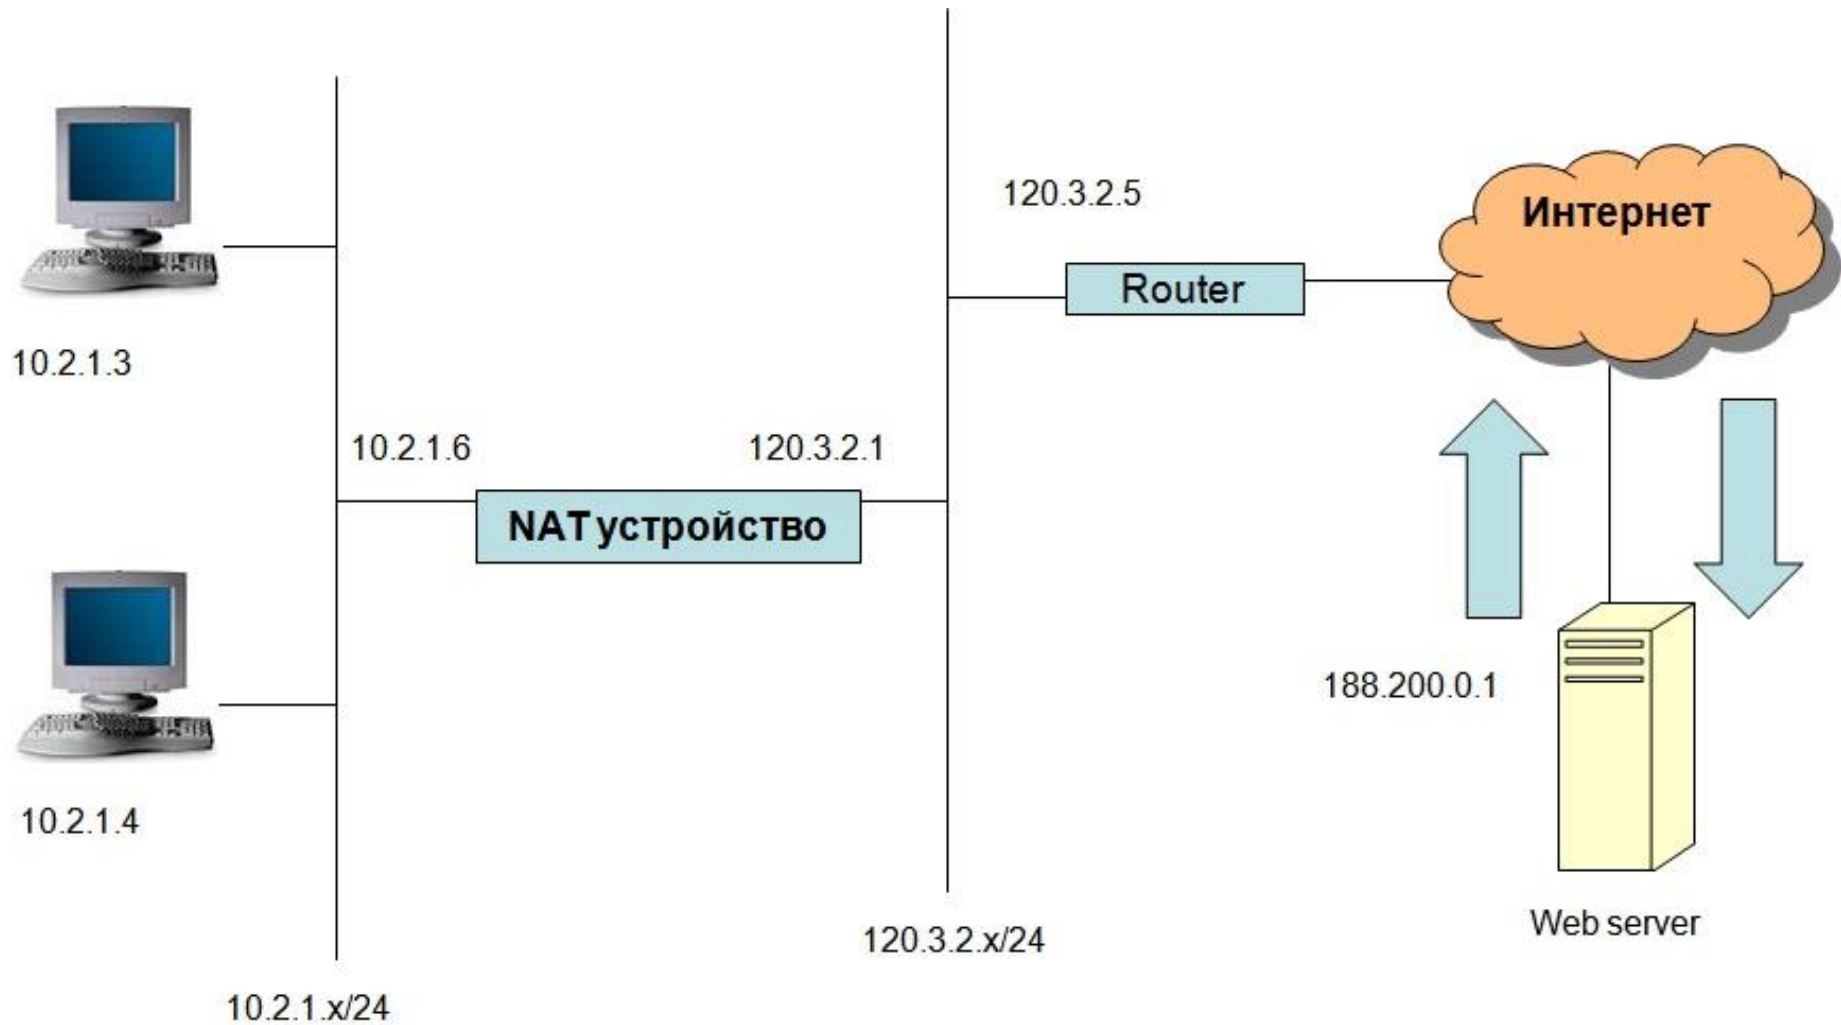 120.3.2.5
Интернет
Router
10.2.1.3
10.2.1.6
120.3.2.1
NAT устройство
188.200.0.1
10.2.1.4
Web server
120.3.2.x/24
10.2.1.x/24